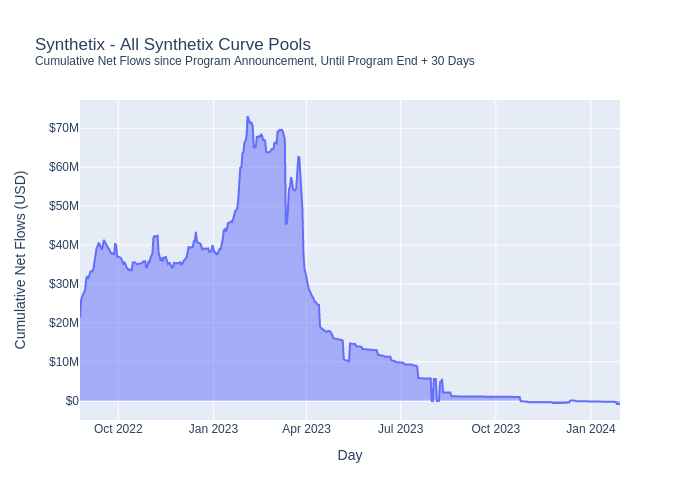 Synthetix - All Synthetix Curve Pools
Cumulative Net Flows since Program Announcement, Until Program End + 30 Days
Cumulative Net Flows (USD)
$70M
$60M
$50M
$40M
$30M
$20M
$10M
$0
Oct 2022 Jan 2023 Apr 2023 Jul 2023 Oct 2023 Jan 2024
Day